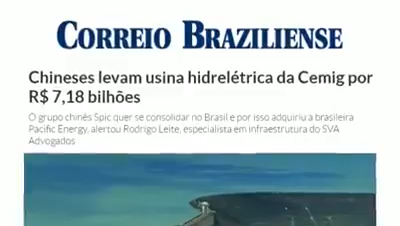 CORREIO BRAZILIENSE
Chineses levam usina hidrelétrica da Cemig por
R$ 7,18 bilhões
O grupo chinês Spic quer se consolidar no Brasil e por isso adquiriu a brasileira
Pacific Energy, alertou Rodrigo Leite, especialista em infraestrutura do SVA
Advogados